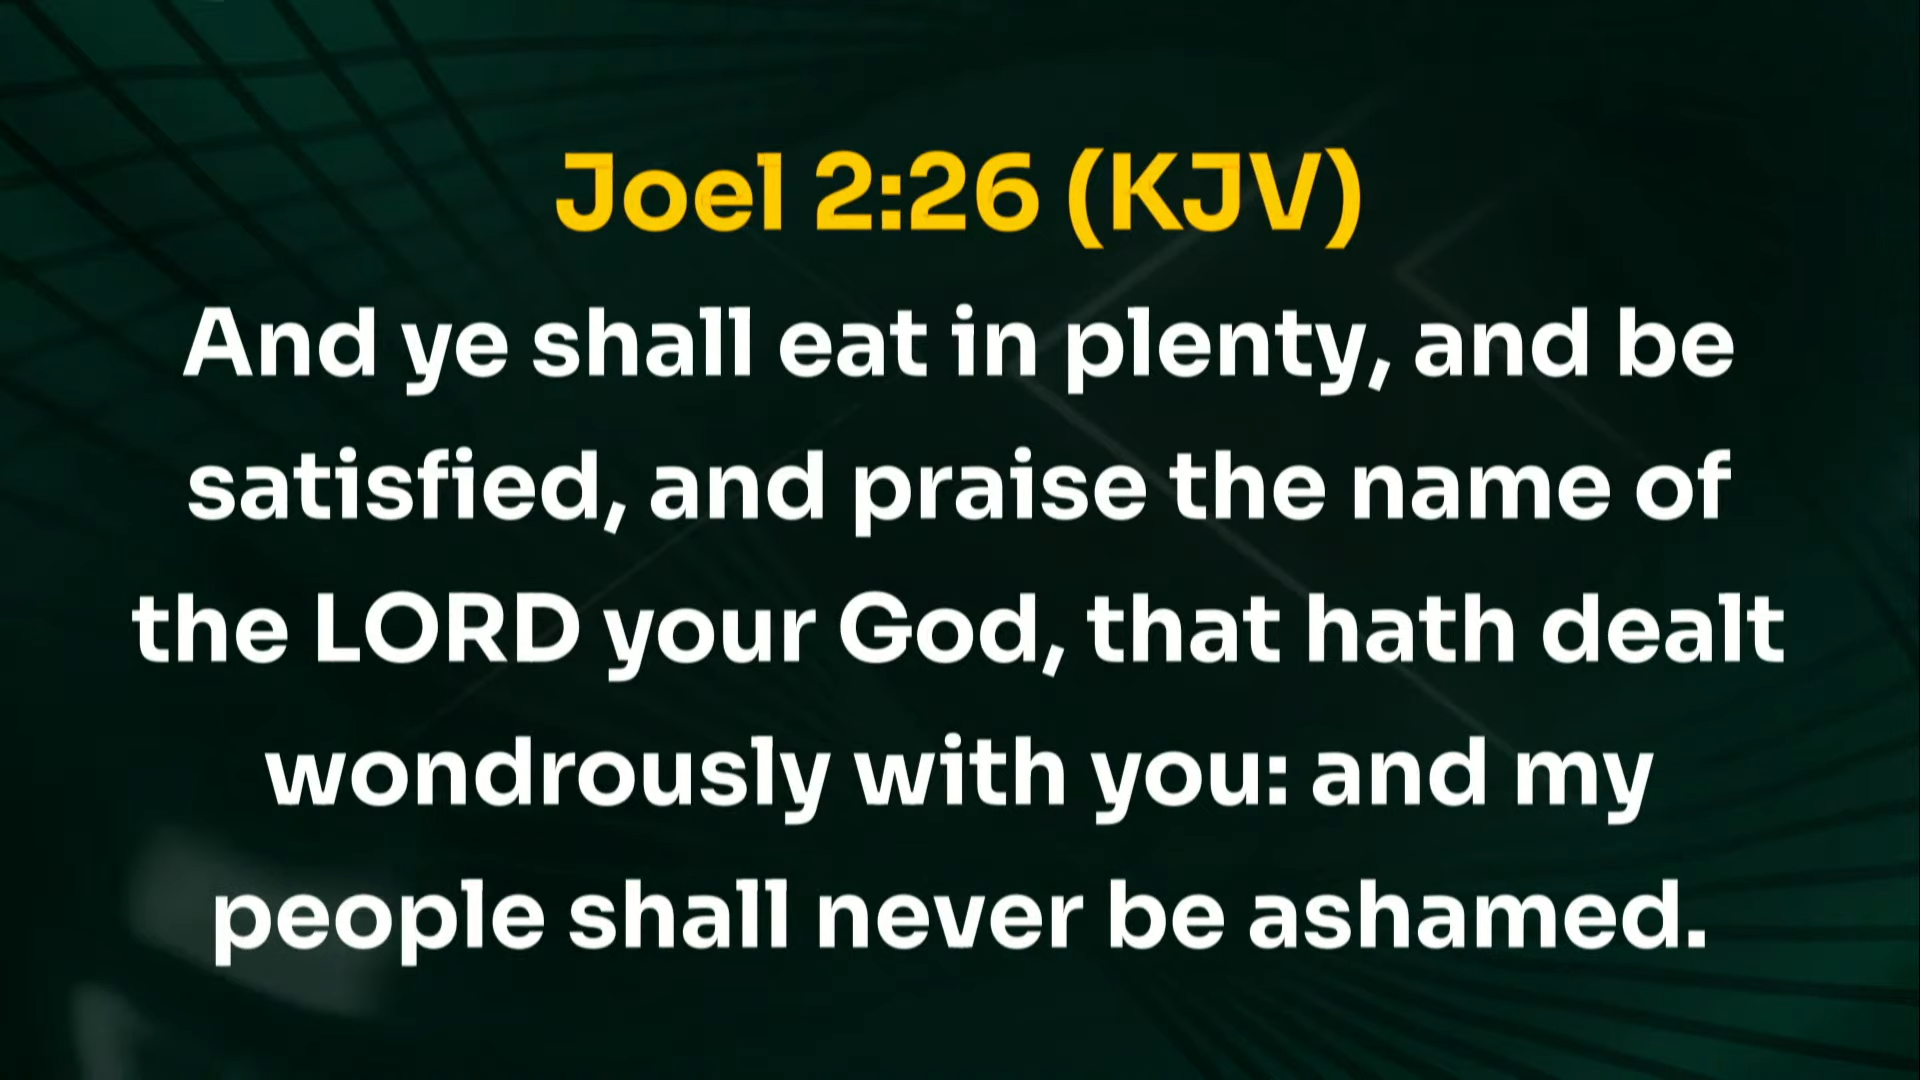 Joel 2:26 (KJV)
And ye shall eat in plenty, and be
satisfied, and praise the name of
the LORD your God, that hath dealt
wondrously with you: and my
people shall never be ashamed.